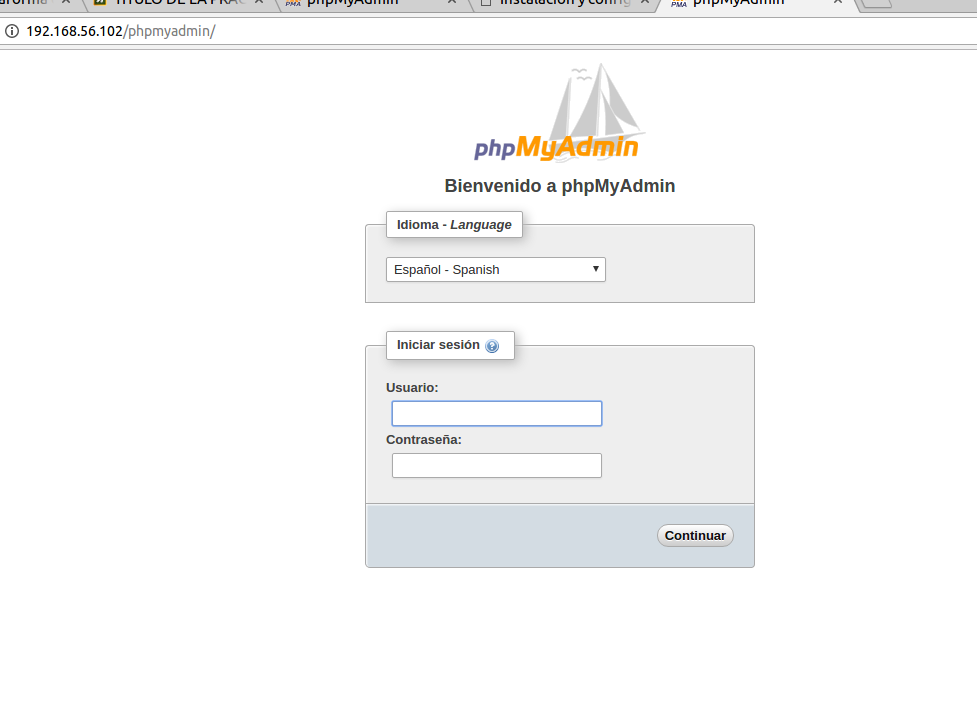 TITULO DE LA PRAC
phpMyAdmin
Instalación y config
phpMyAdmin
192.168.56.102/phpmyadmin/
phpMyAdmin
Bienvenido a phpMyAdmin
Idioma - Language
Español - Spanish
Iniciar sesión
Usuario:
Contraseña:
Continuar